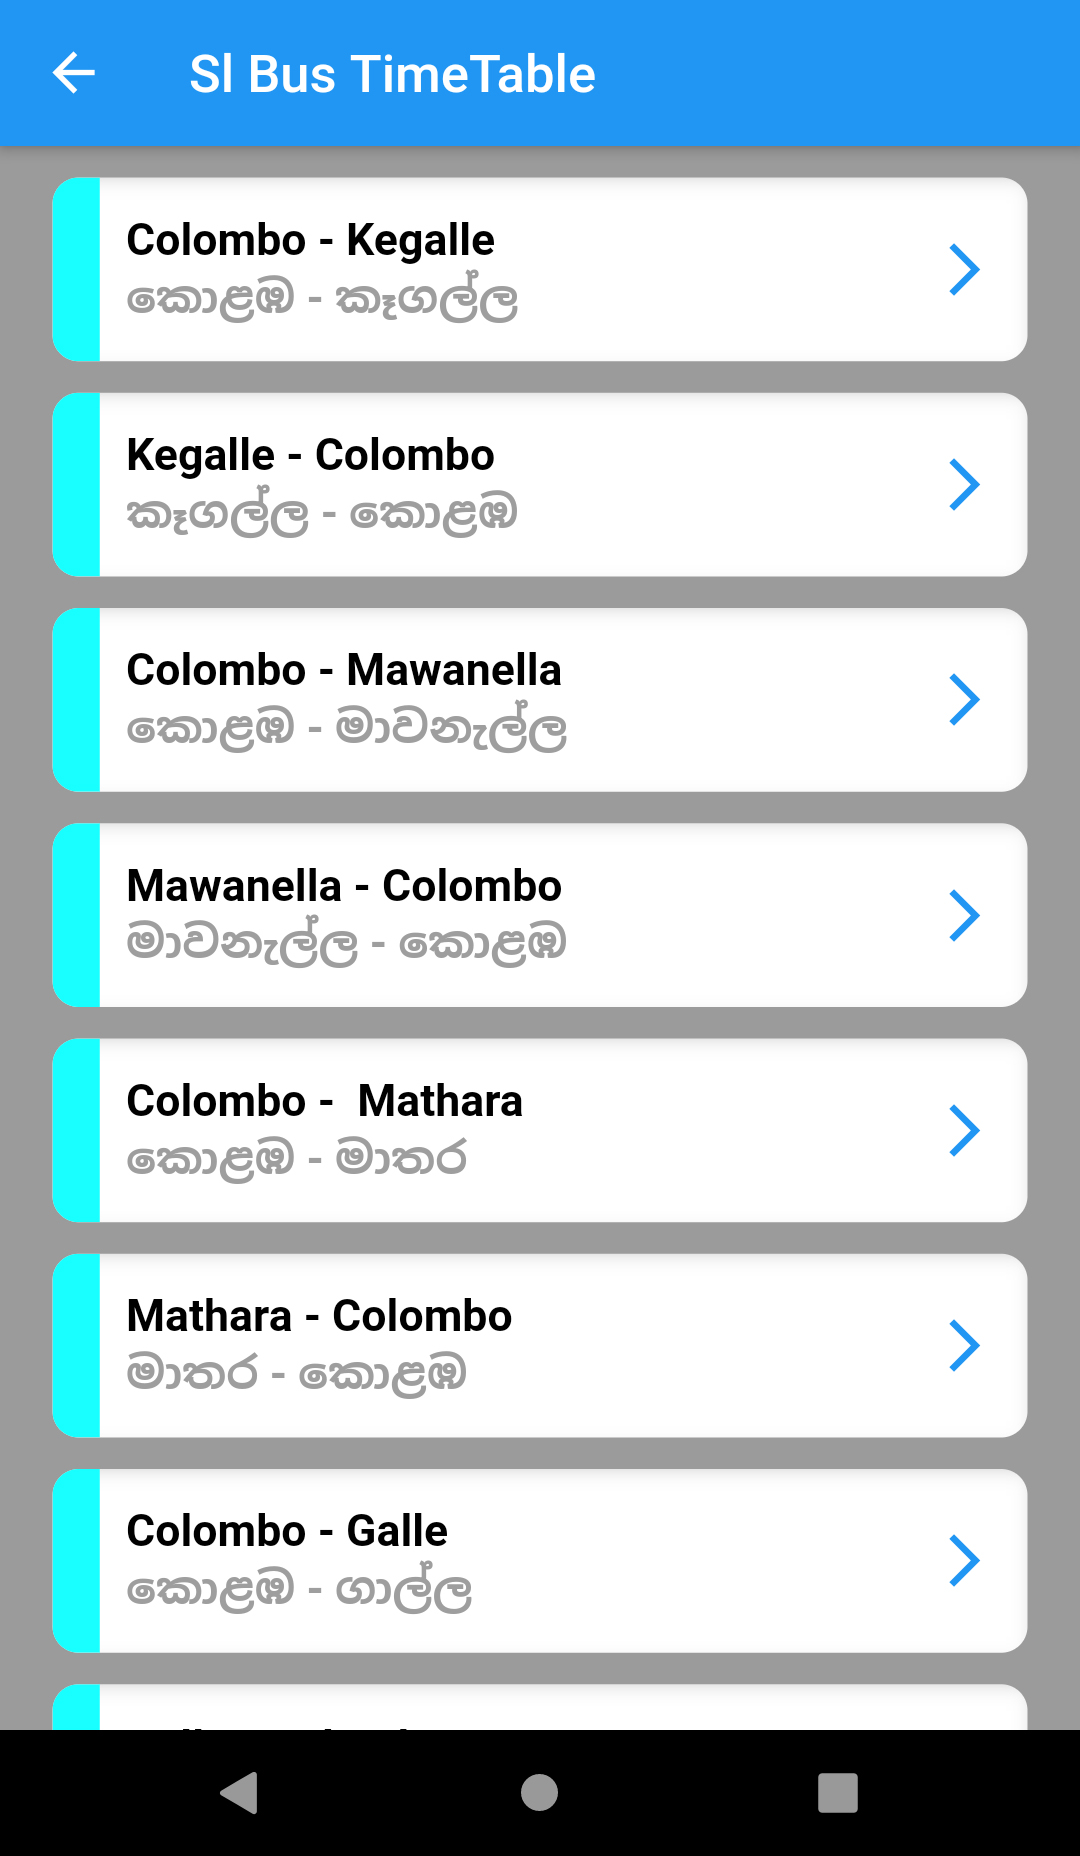 Sl Bus TimeTable
Colombo - Kegalle
කොළඹ - කෑගල්ල
Kegalle - Colombo
කෑගල්ල - කොළඹ
Colombo - Mawanella
කොළඹ - මාවනැල්ල
Mawanella - Colombo
මාවනැල්ල - කොළඹ
Colombo -  Mathara
කොළඹ - මාතර
Mathara - Colombo
මාතර - කොළඹ
Colombo - Galle
කොළඹ - ගාල්ල